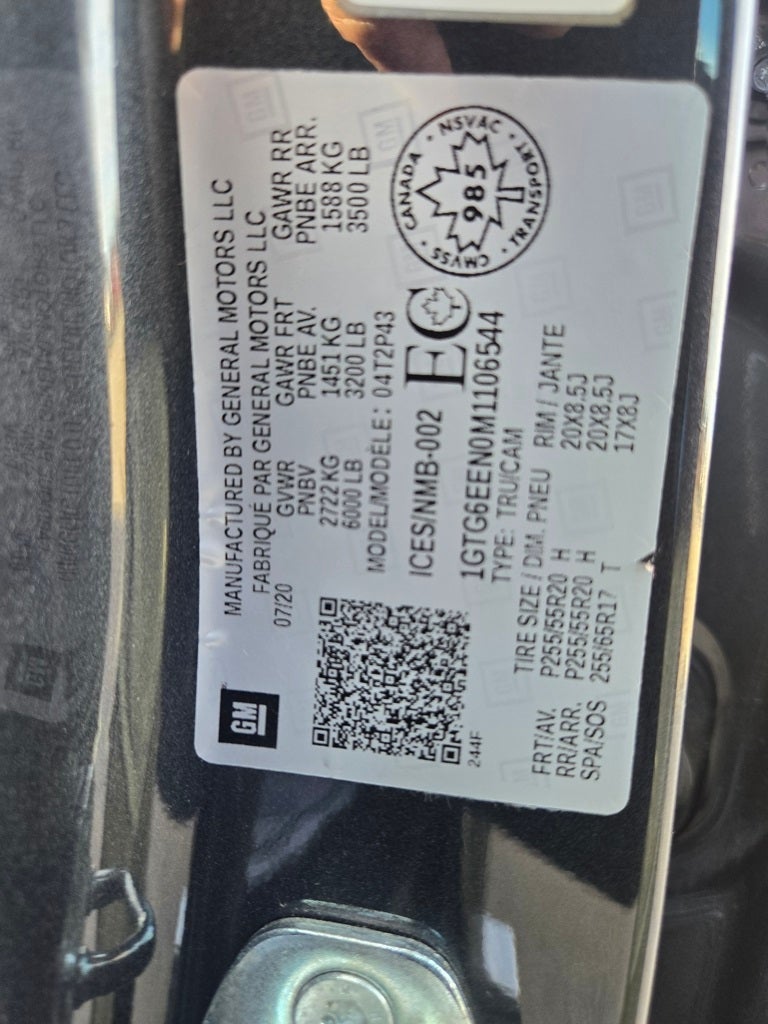 GM
MANUFACTURED BY GENERAL MOTORS LLC
FABRIQUÉ PAR GENERAL MOTORS LLC
07/20
GVWR GAWR FRT GAWR RR
PNBV PNBE AV. PNBE ARR.
2722 KG 1451 KG 1588 KG
6000 LB 3200 LB 3500 LB
MODEL/MODÈLE: 04T2P43
ICES/NMB-002 EC
CANADA · NSVAC · TRANSPORT · CMVSS
985
1GTG6EEN0M1106544
TYPE: TRU/CAM
244F
TIRE SIZE / DIM. PNEU RIM / JANTE
FRT/AV. P255/55R20 H 20X8.5J
RR/ARR. P255/55R20 H 20X8.5J
SPA/SOS 255/65R17 T 17X8J